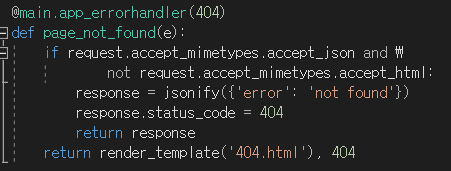 @main.app_errorhandler(404)
def page_not_found(e):
    if request.accept_mimetypes.accept_json and ₩
            not request.accept_mimetypes.accept_html:
        response = jsonify({'error': 'not found'})
        response.status_code = 404
        return response
    return render_template('404.html'), 404